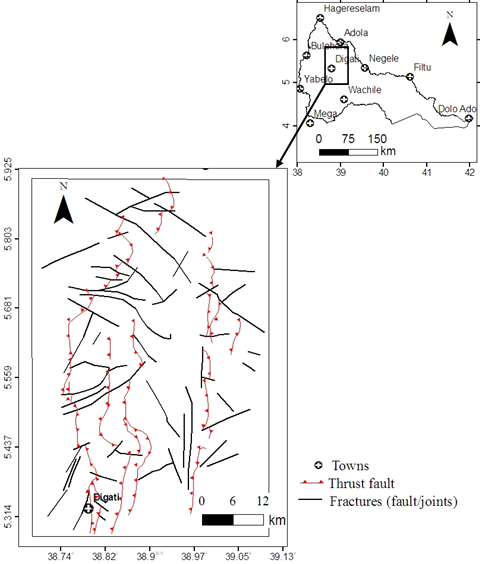 Hagereselam
N
Adola
6
Bulehora
Digati
Negele
Filtu
5
Yabelo
Wachile
Dolo Ado
Mega
4
0 75 150
km
38 39 40 41 42
5.925
N
5.803
5.681
5.559
5.437
Digati
0 6 12
km
5.314
38.74 38.82 38.9 38.97 39.05 39.13
Towns
Thrust fault
Fractures (fault/joints)